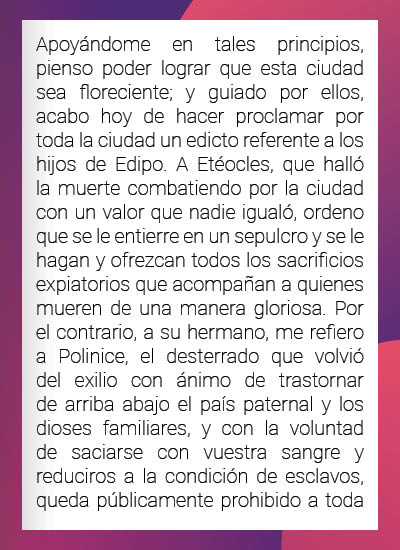 Apoyándome en tales principios,
pienso poder lograr que esta ciudad
sea floreciente; y guiado por ellos,
acabo hoy de hacer proclamar por
toda la ciudad un edicto referente a los
hijos de Edipo. A Etéocles, que halló
la muerte combatiendo por la ciudad
con un valor que nadie igualó, ordeno
que se le entierre en un sepulcro y se le
hagan y ofrezcan todos los sacrificios
expiatorios que acompañan a quienes
mueren de una manera gloriosa. Por
el contrario, a su hermano, me refiero
a Polinice, el desterrado que volvió
del exilio con ánimo de trastornar
de arriba abajo el país paternal y los
dioses familiares, y con la voluntad
de saciarse con vuestra sangre y
reduciros a la condición de esclavos,
queda públicamente prohibido a toda